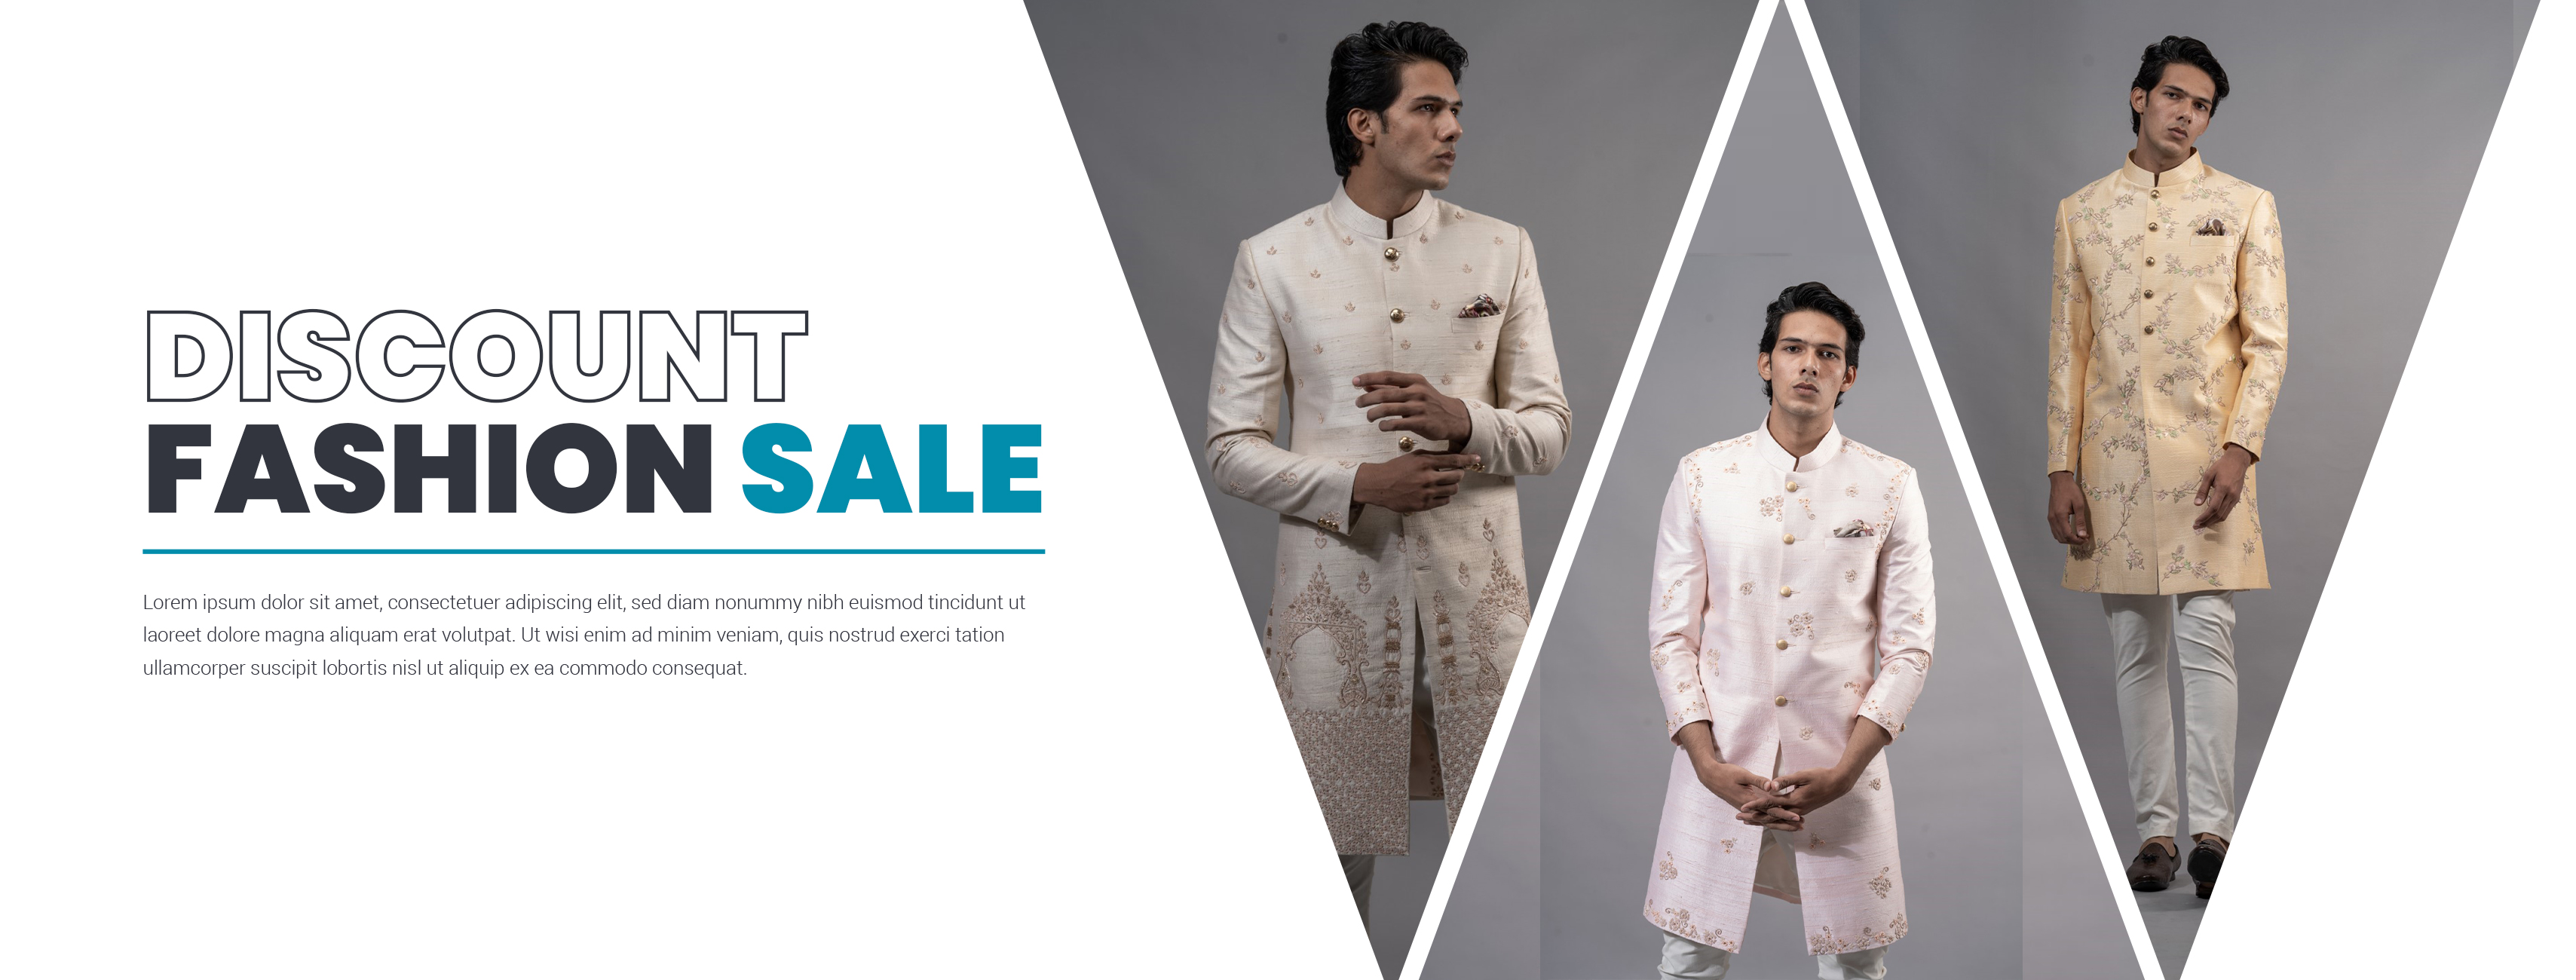 DISCOUNT
FASHION SALE
Lorem ipsum dolor sit amet, consectetuer adipiscing elit, sed diam nonummy nibh euismod tincidunt ut
laoreet dolore magna aliquam erat volutpat. Ut wisi enim ad minim veniam, quis nostrud exerci tation
ullamcorper suscipit lobortis nisl ut aliquip ex ea commodo consequat.